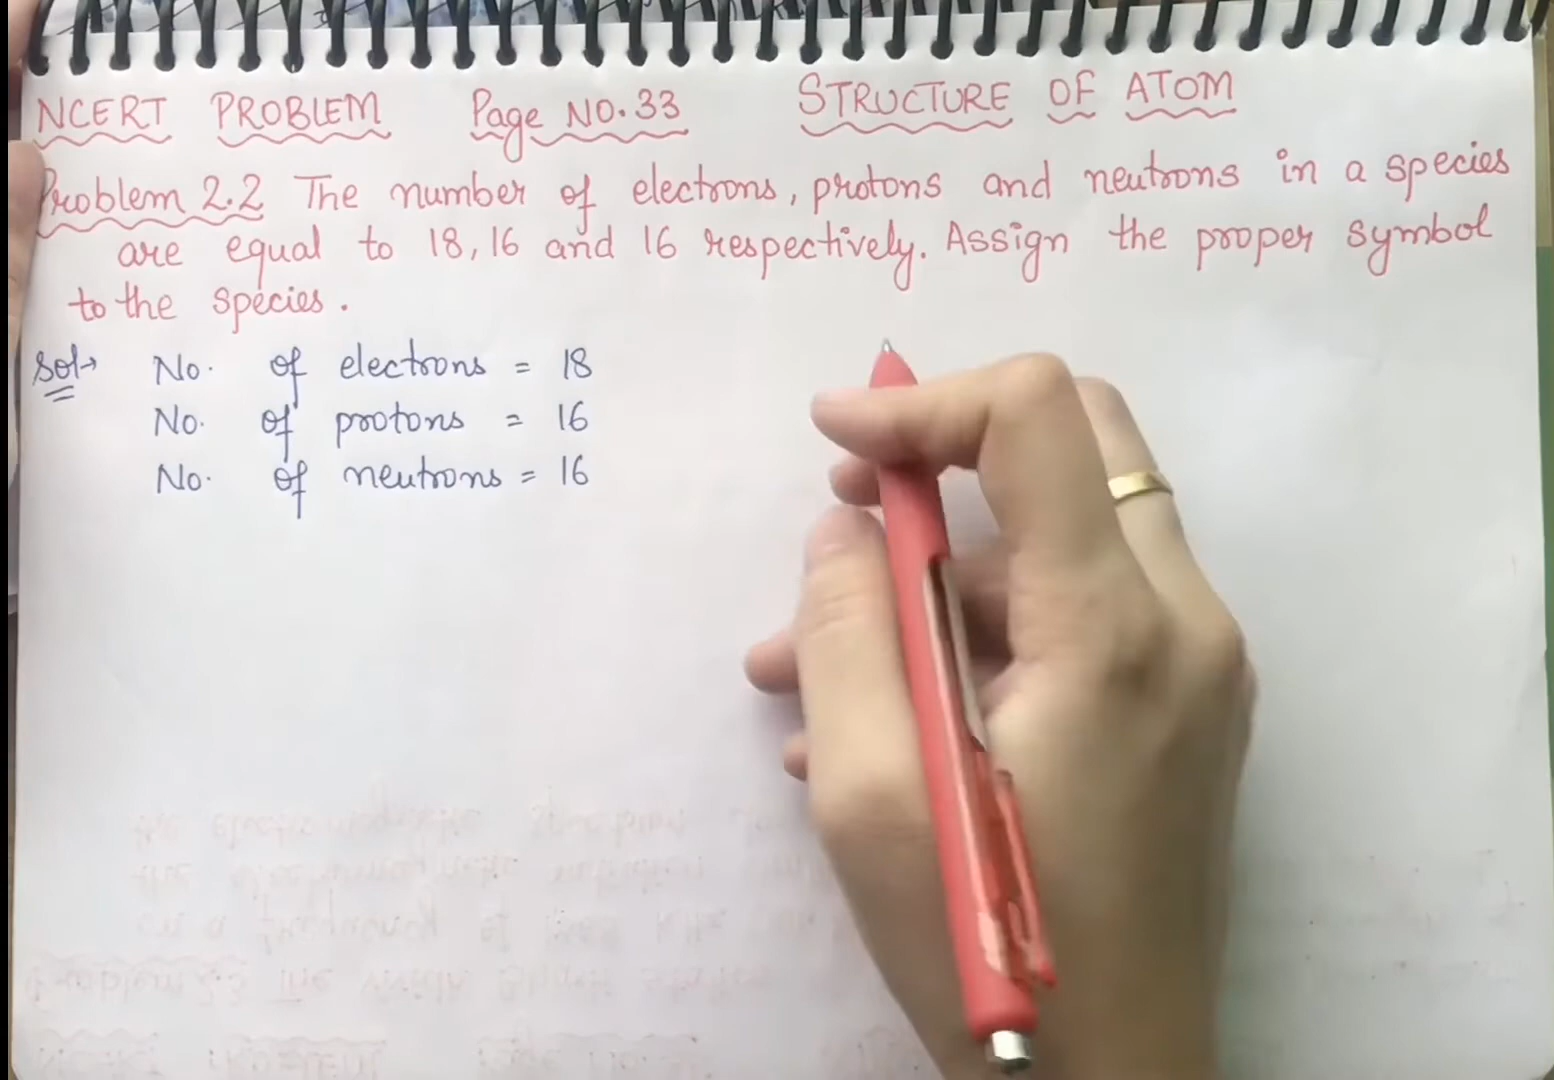 NCERT PROBLEM Page NO. 33 STRUCTURE OF ATOM
Problem 2.2 The number of electrons, protons and neutrons in a species
are equal to 18, 16 and 16 respectively. Assign the proper symbol
to the species.
Sol→ No. of electrons = 18
No. of protons = 16
No. of neutrons = 16